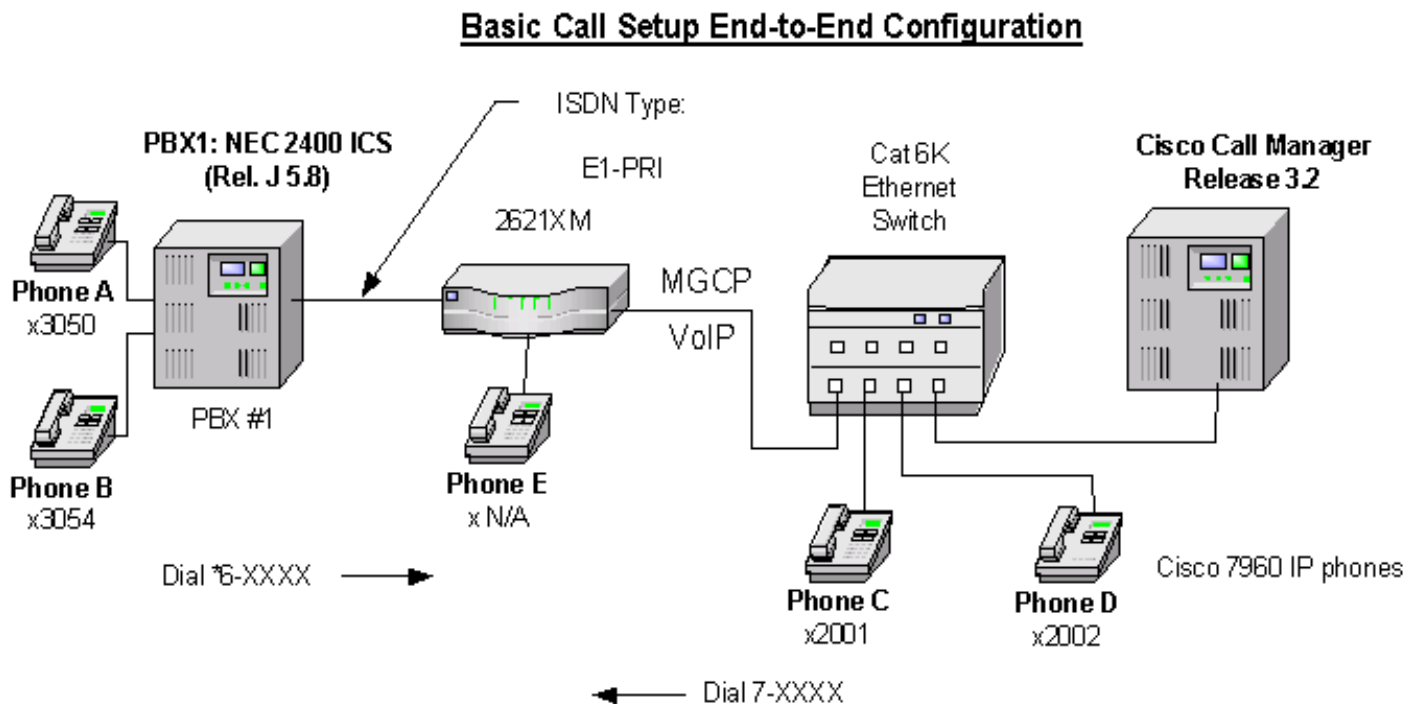 Basic Call Setup End-to-End Configuration
ISDN Type:
E1-PRI
PBX1: NEC 2400 ICS
(Rel. J 5.8)
2621XM
Cat 6K
Ethernet
Switch
Cisco Call Manager
Release 3.2
Phone A
x3050
MGCP
VoIP
PBX #1
Phone B
x3054
Phone E
x N/A
Dial *6-XXXX
Phone C
x2001
Phone D
x2002
Cisco 7960 IP phones
Dial 7-XXXX